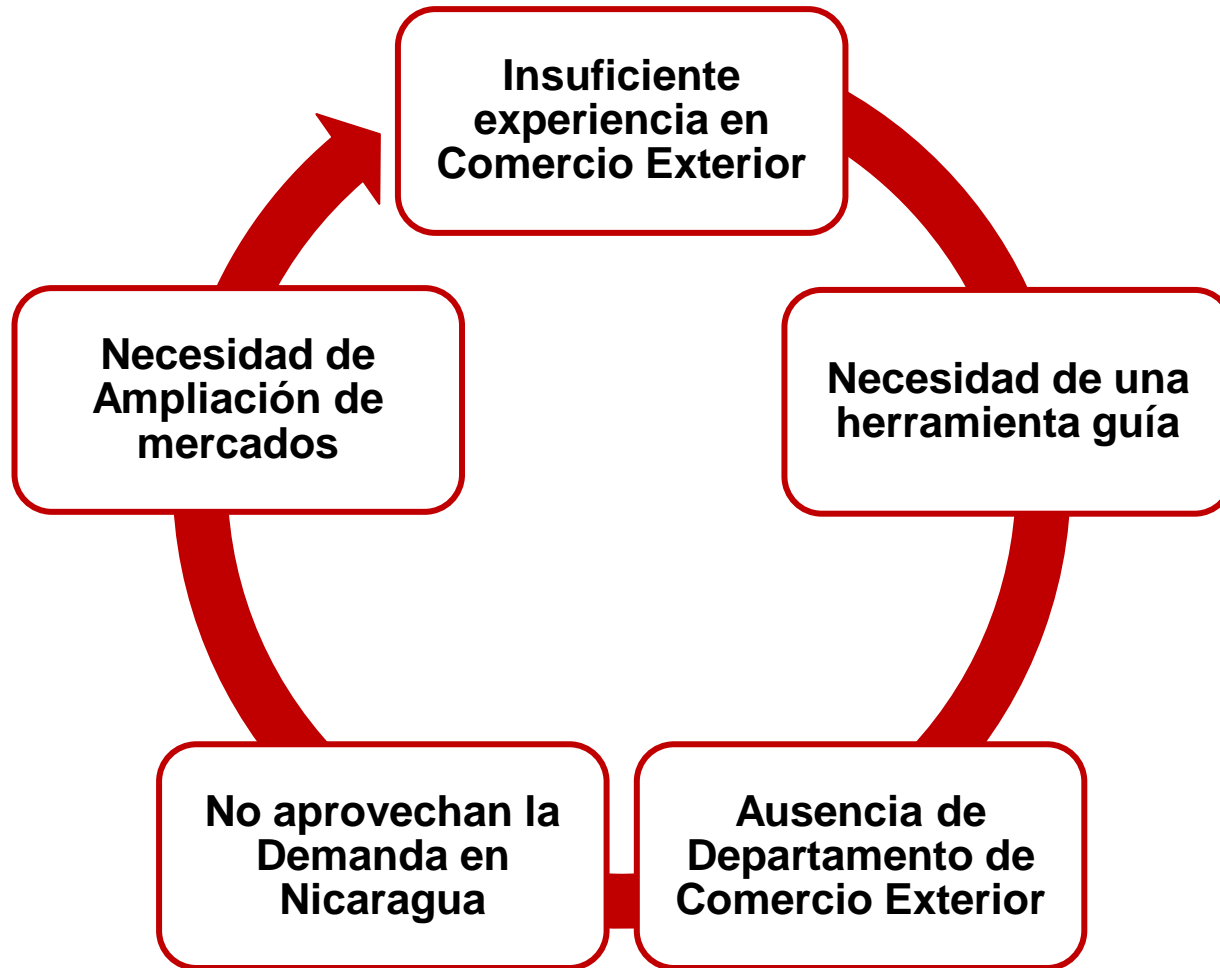 Insuficiente
experiencia en
Comercio Exterior
Necesidad de una
herramienta guía
Ausencia de
Departamento de
Comercio Exterior
No aprovechan la
Demanda en
Nicaragua
Necesidad de
Ampliación de
mercados